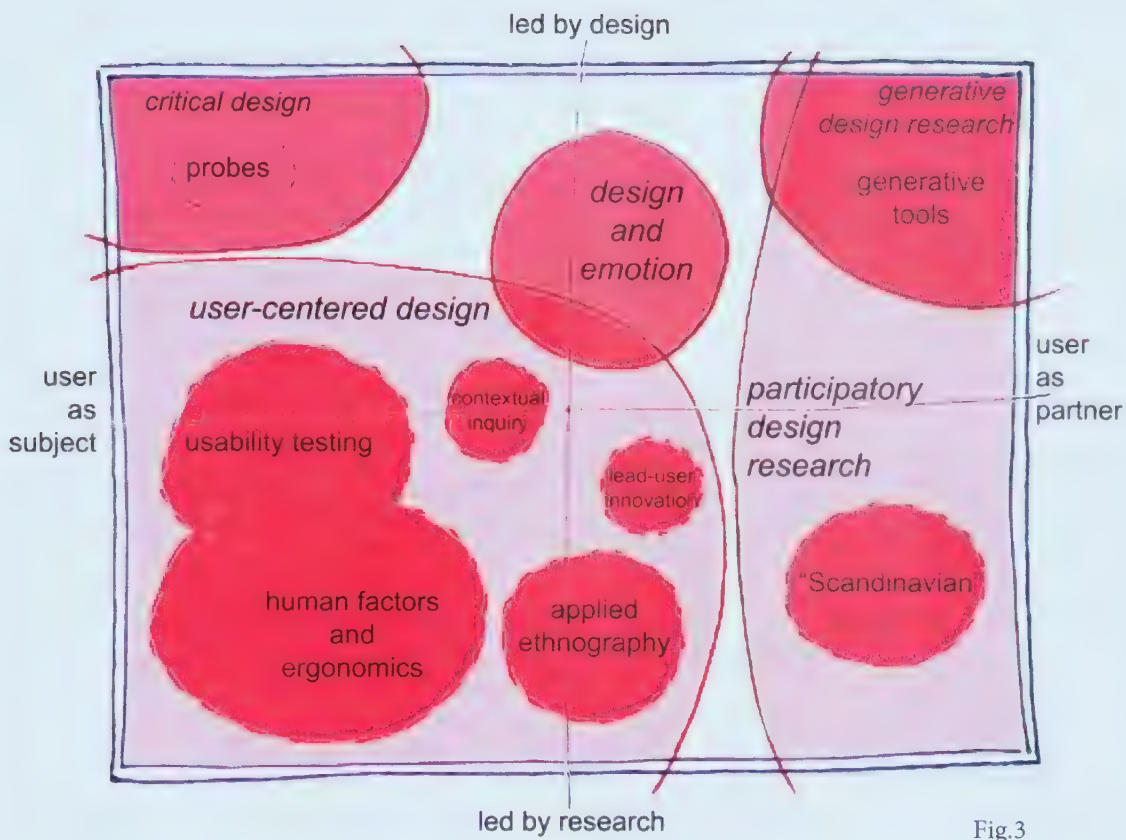 led by design
critical design
probes
generative
design research
generative
tools
design
and
emotion
user-centered design
user
as
subject
contextual
inquiry
usability testing
lead-user
innovation
participatory
design
research
user
as
partner
human factors
and
ergonomics
applied
ethnography
"Scandinavian"
led by research
Fig.3